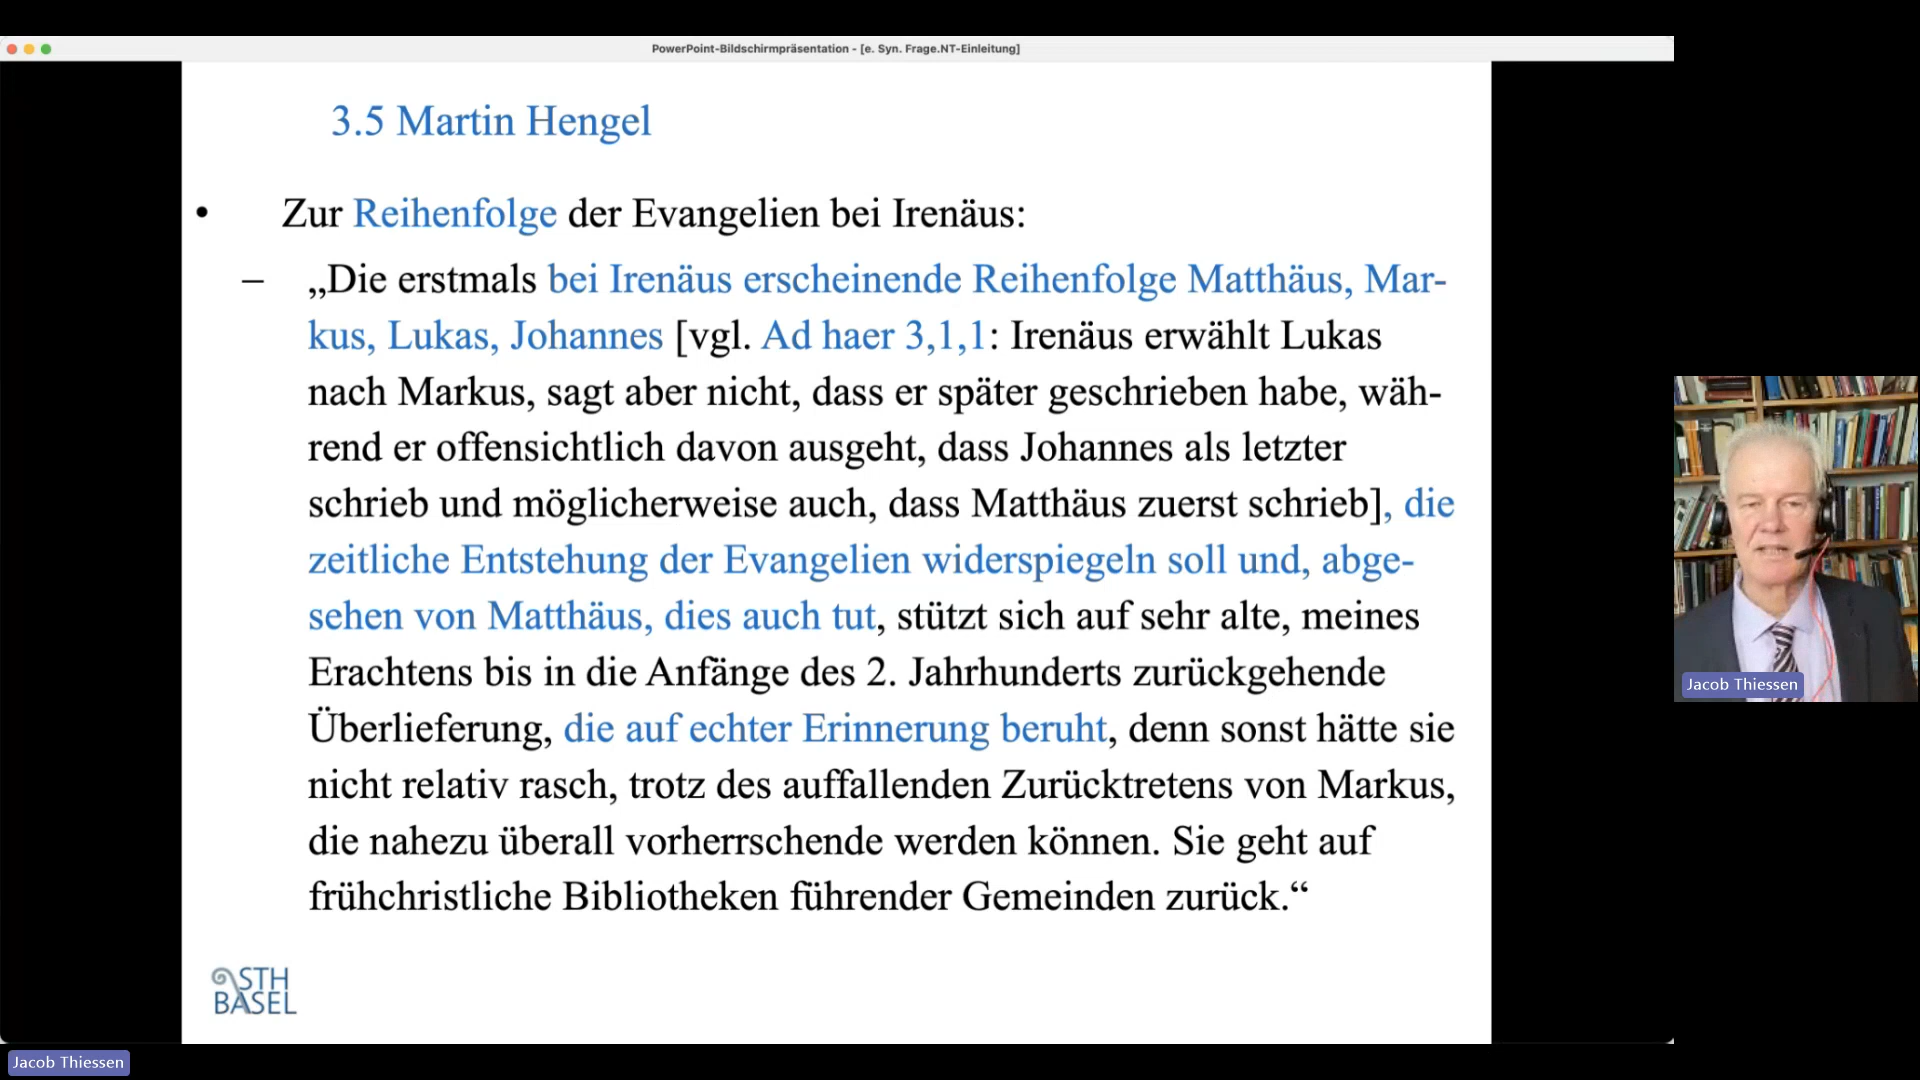 PowerPoint-Bildschirmpräsentation - [e. Syn. Frage.NT-Einleitung]
3.5 Martin Hengel
• Zur Reihenfolge der Evangelien bei Irenäus:
– „Die erstmals bei Irenäus erscheinende Reihenfolge Matthäus, Mar-
kus, Lukas, Johannes [vgl. Ad haer 3,1,1: Irenäus erwählt Lukas
nach Markus, sagt aber nicht, dass er später geschrieben habe, wäh-
rend er offensichtlich davon ausgeht, dass Johannes als letzter
schrieb und möglicherweise auch, dass Matthäus zuerst schrieb], die
zeitliche Entstehung der Evangelien widerspiegeln soll und, abge-
sehen von Matthäus, dies auch tut, stützt sich auf sehr alte, meines
Erachtens bis in die Anfänge des 2. Jahrhunderts zurückgehende
Überlieferung, die auf echter Erinnerung beruht, denn sonst hätte sie
nicht relativ rasch, trotz des auffallenden Zurücktretens von Markus,
die nahezu überall vorherrschende werden können. Sie geht auf
frühchristliche Bibliotheken führender Gemeinden zurück.“
STH
BASEL
Jacob Thiessen
Jacob Thiessen